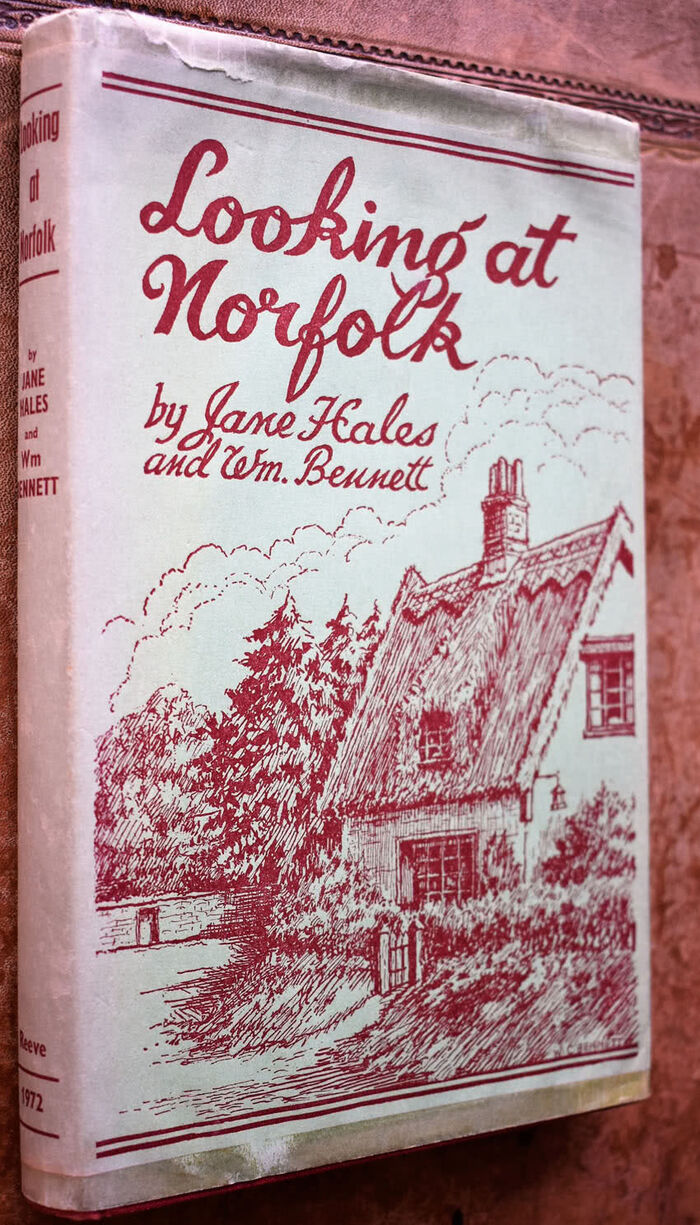 Looking at
Norfolk
by Jane Hales
and Wm. Bennett
W. C. BENNETT
Looking
at
Norfolk
by
JANE
HALES
and
Wm
BENNETT
Reeve
1972